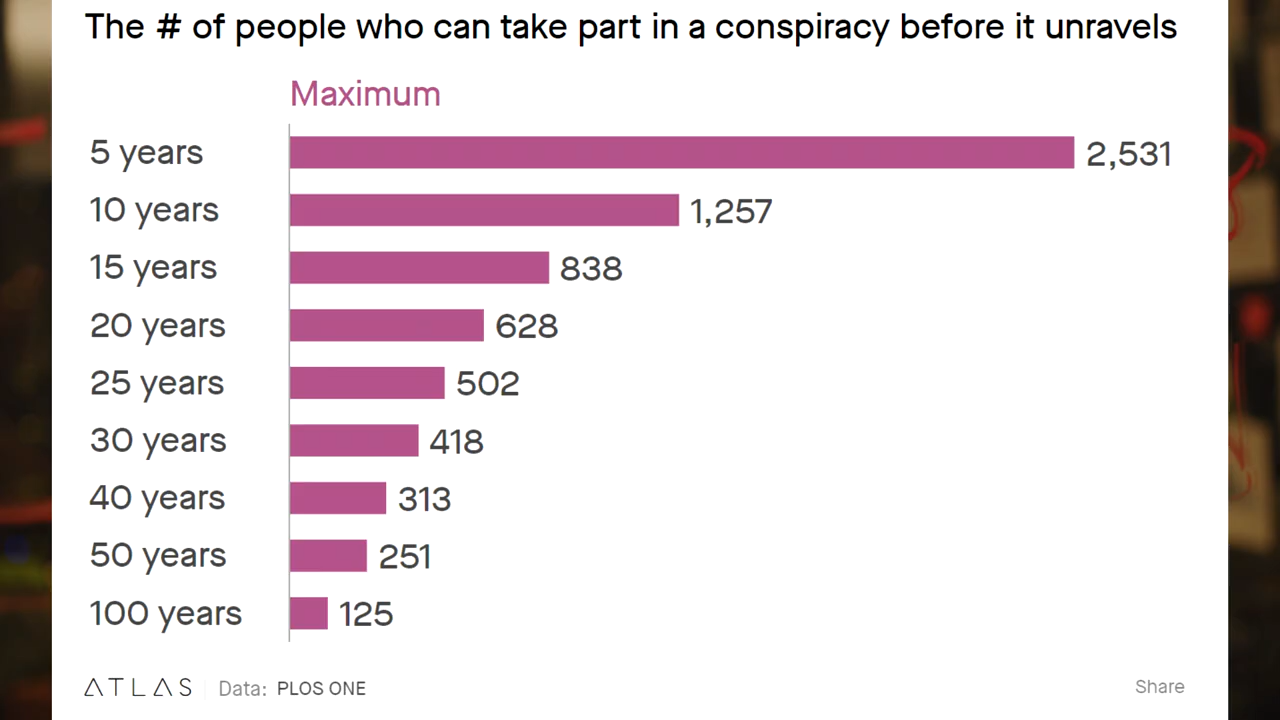 The # of people who can take part in a conspiracy before it unravels
Maximum
5 years 2,531
10 years 1,257
15 years 838
20 years 628
25 years 502
30 years 418
40 years 313
50 years 251
100 years 125
ATLAS Data: PLOS ONE Share